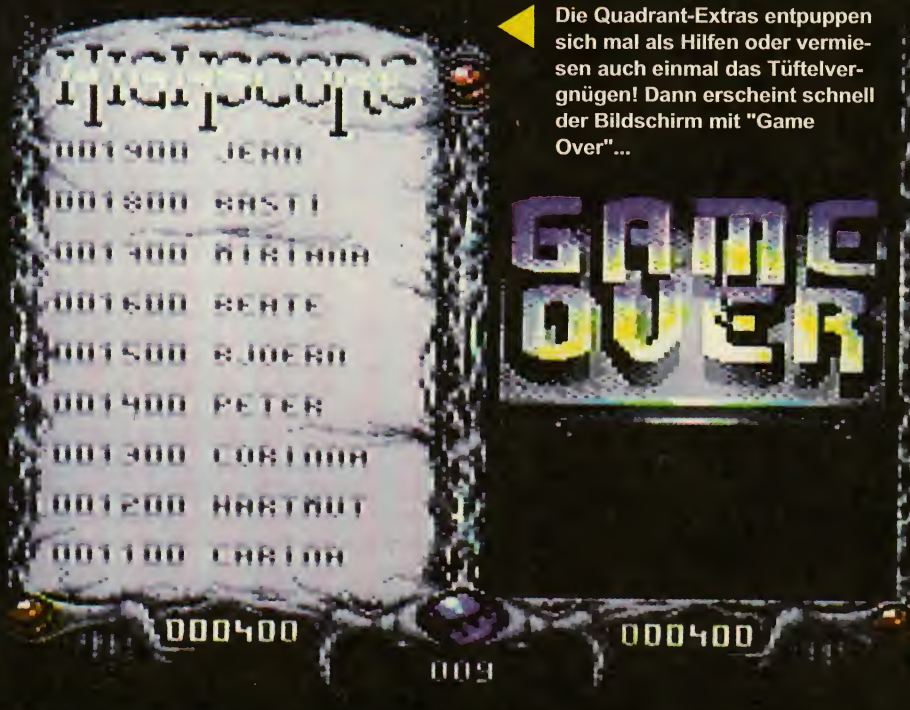 Highscore
001900 JEAN
001800 BASTI
001700
001600 BEATE
001500 BJOERN
001400 PETER
001300 CORINNA
001200 HARTMUT
001100 CARINA
000400
009
Die Quadrant-Extras entpuppen
sich mal als Hilfen oder vermie-
sen auch einmal das Tüftelver-
gnügen! Dann erscheint schnell
der Bildschirm mit "Game
Over"...
GAME
OVER
000400